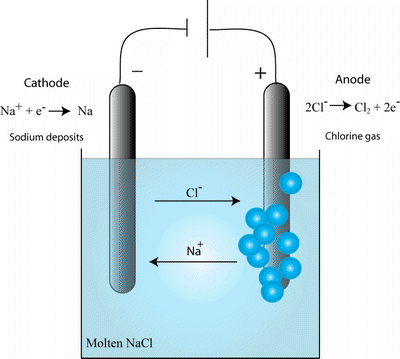 − +
Cathode
Na⁺ + e⁻ → Na
Sodium deposits
Anode
2Cl⁻ → Cl₂ + 2e⁻
Chlorine gas
Cl⁻
Na⁺
Molten NaCl